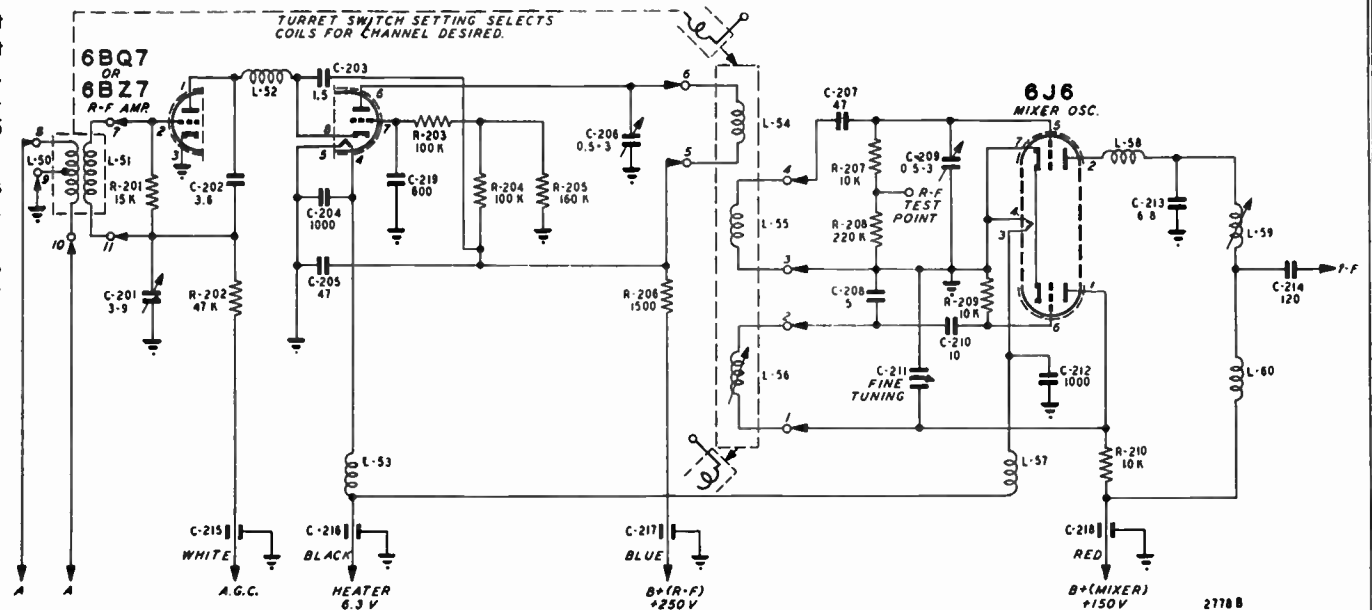 TURRET SWITCH SETTING SELECTS
COILS FOR CHANNEL DESIRED.
6BQ7
OR
6BZ7
R-F AMP.
8
L-50
9
10
7
L-51
11
R-201
15 K
C-201
3-9
2
1
3
C-202
3.6
R-202
47 K
L-52
C-203
1.5
6
8
7
5
4
C-204
1000
C-205
47
C-219
800
R-203
100 K
R-204
100 K
R-205
160 K
C-206
0.5-3
R-206
1500
6
5
L-54
4
L-55
3
2
L-56
1
C-207
47
R-207
10K
R-F
TEST
POINT
R-208
220 K
C-208
5
C-209
0.5-3
R-209
10 K
C-210
10
C-211
FINE
TUNING
6J6
MIXER OSC.
7
5
2
4
3
1
6
C-212
1000
L-57
R-210
10 K
L-58
C-213
6 8
L-59
C-214
120
I-F
L-60
L-53
C-215
WHITE
C-216
BLACK
C-217
BLUE
C-218
RED
A
A
A.G.C.
HEATER
6.3 V
B+(R-F)
+250V
B+(MIXER)
+150V
2778 B